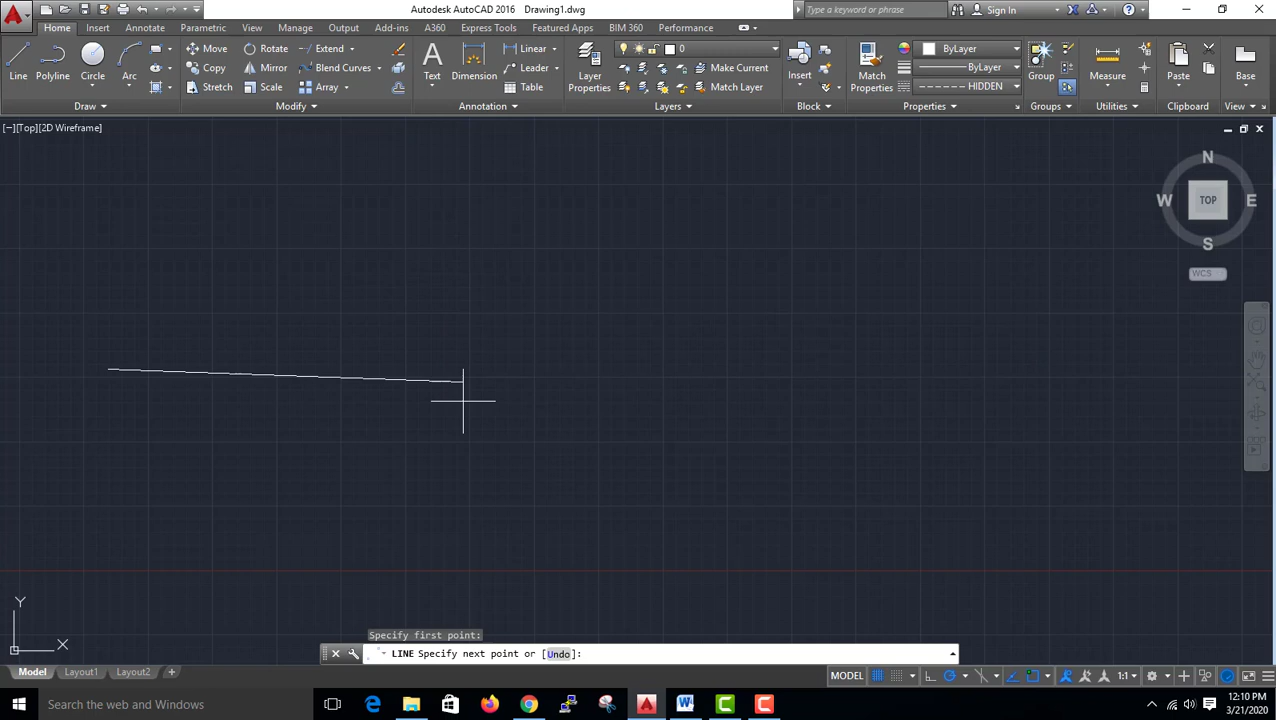 Autodesk AutoCAD 2016 Drawing1.dwg
Type a keyword or phrase
Sign In
Home Insert Annotate Parametric View Manage Output Add-ins A360 Express Tools Featured Apps BIM 360 Performance
Line Polyline Circle Arc
Move Rotate Extend
Copy Mirror Blend Curves
Stretch Scale Array
Text Dimension
Linear
Leader
Table
Layer Properties
0
Make Current
Match Layer
Insert
Match Properties
ByLayer
ByLayer
HIDDEN
Group
Measure
Paste
Base
Draw Modify Annotation Layers Block Properties Groups Utilities Clipboard View
[−][Top][2D Wireframe]
N
W TOP E
S
WCS
Y
X
Specify first point:
LINE Specify next point or [Undo]:
Model Layout1 Layout2 +
MODEL 1:1
Search the web and Windows
12:10 PM
3/21/2020